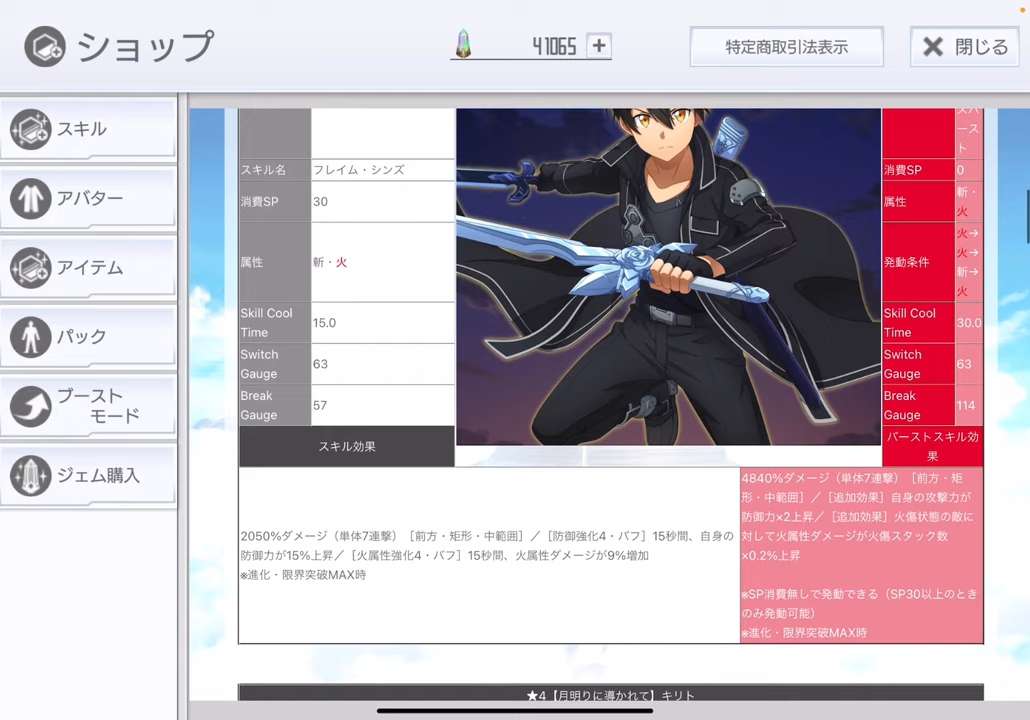 ショップ
41065
特定商取引法表示
閉じる
スキル
アバター
アイテム
パック
ブースト
モード
ジェム購入
スキル名
フレイム・シンズ
消費SP
30
属性
斬・火
Skill Cool
Time
15.0
Switch
Gauge
63
Break
Gauge
57
スキル効果
2050%ダメージ（単体7連撃）［前方・矩形・中範囲］／［防御強化4・バフ］15秒間、自身の
防御力が15%上昇／［火属性強化4・バフ］15秒間、火属性ダメージが9%増加
※進化・限界突破MAX時
ース
ト
消費SP
0
属性
斬・
火
発動条件
火→
火→
斬→
火
Skill Cool
Time
30.0
Switch
Gauge
63
Break
Gauge
114
バーストスキル効
果
4840%ダメージ（単体7連撃）［前方・矩
形・中範囲］／［追加効果］自身の攻撃力が
防御力×2上昇／［追加効果］火傷状態の敵に
対して火属性ダメージが火傷スタック数
×0.2%上昇
※SP消費無しで発動できる（SP30以上のとき
のみ発動可能）
※進化・限界突破MAX時
★4【月明りに導かれて】キリト